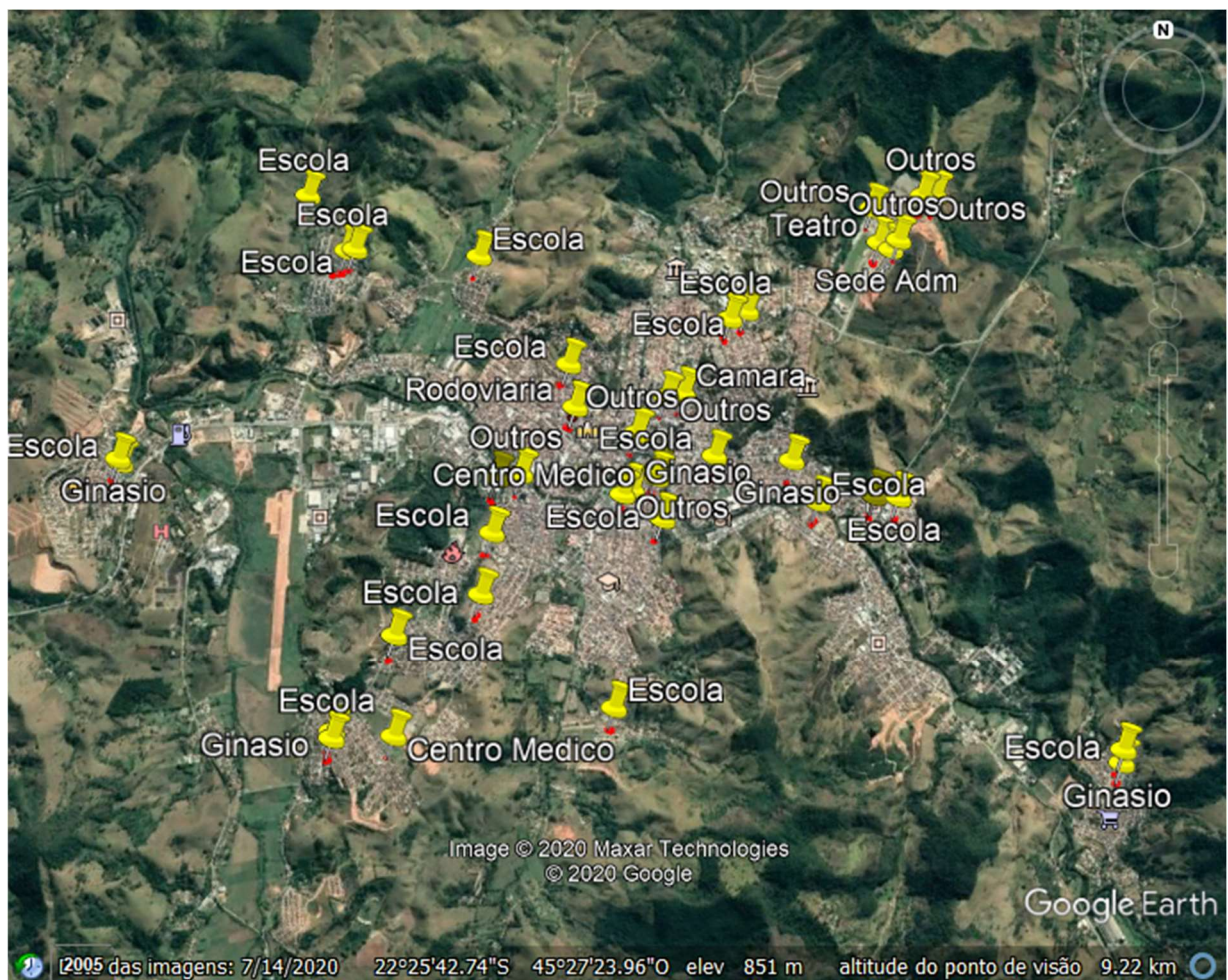 N
Escola
Outros
Escola
Outros
Outros
Outros
Teatro
Escola
Escola
Escola
Sede Adm
Escola
Escola
Camara
Rodoviaria
Outros
Outros
Outros
Escola
Escola
Centro Medico
Ginasio
Escola
Ginasio
Ginasio
Outros
Escola
Escola
Escola
Escola
Escola
Escola
Escola
Ginasio
Centro Medico
Escola
Ginasio
Image © 2020 Maxar Technologies
© 2020 Google
Google Earth
2005 das imagens: 7/14/2020 22°25'42.74"S 45°27'23.96"O elev 851 m altitude do ponto de visão 9.22 km